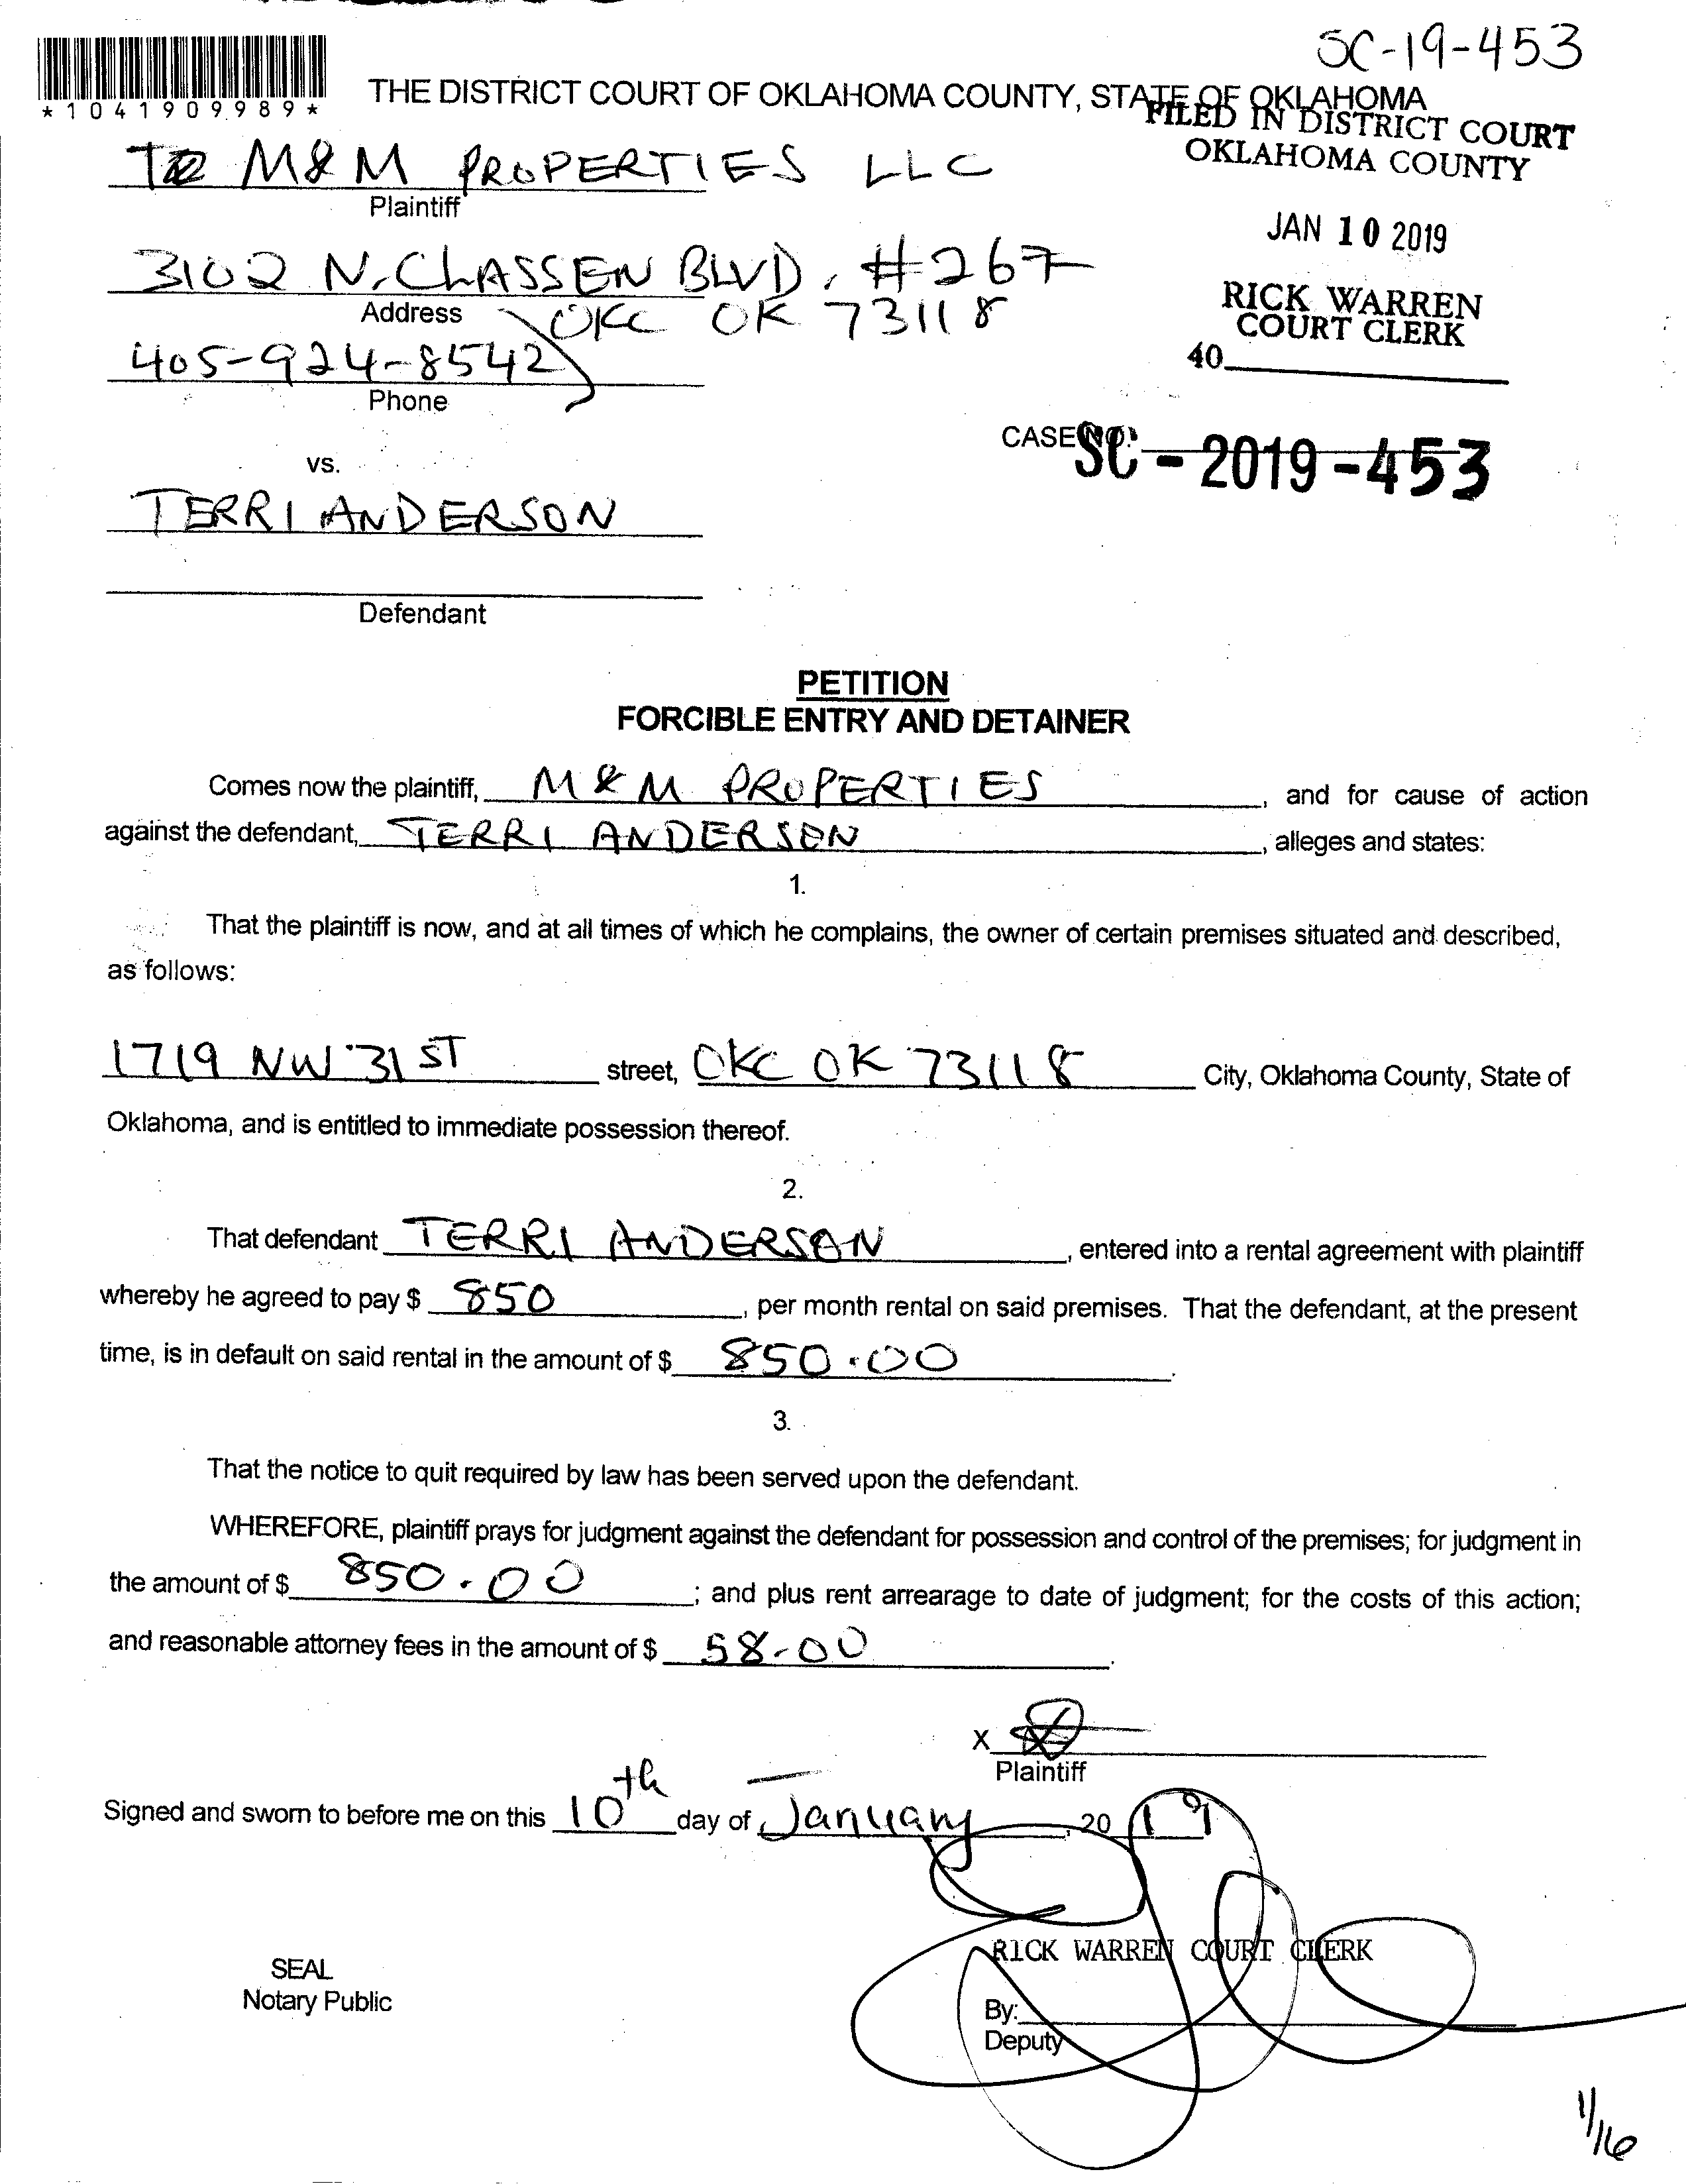 SC-19-453
*1041909989*
THE DISTRICT COURT OF OKLAHOMA COUNTY, STATE OF OKLAHOMA
FILED IN DISTRICT COURT
OKLAHOMA COUNTY
M&M PROPERTIES LLC
Plaintiff
JAN 10 2019
3102 N. CLASSEN BLVD, #267
Address
OKC OK 73118
RICK WARREN
COURT CLERK
405-924-8542
40
Phone
CASE NO. SC-2019-453
vs.
TERRI ANDERSON
Defendant
PETITION
FORCIBLE ENTRY AND DETAINER
Comes now the plaintiff, M & M PROPERTIES, and for cause of action
against the defendant, TERRI ANDERSON, alleges and states:
1.
That the plaintiff is now, and at all times of which he complains, the owner of certain premises situated and described,
as follows:
1719 NW 31 ST street, OKC OK 73118 City, Oklahoma County, State of
Oklahoma, and is entitled to immediate possession thereof.
2.
That defendant TERRI ANDERSON, entered into a rental agreement with plaintiff
whereby he agreed to pay $ 850, per month rental on said premises. That the defendant, at the present
time, is in default on said rental in the amount of $ 850.00.
3.
That the notice to quit required by law has been served upon the defendant.
WHEREFORE, plaintiff prays for judgment against the defendant for possession and control of the premises; for judgment in
the amount of $ 850.00; and plus rent arrearage to date of judgment; for the costs of this action;
and reasonable attorney fees in the amount of $ 58.00.
X
Plaintiff
Signed and sworn to before me on this 10th day of January, 2019
RICK WARREN COURT CLERK
SEAL
Notary Public
By:
Deputy
1/16